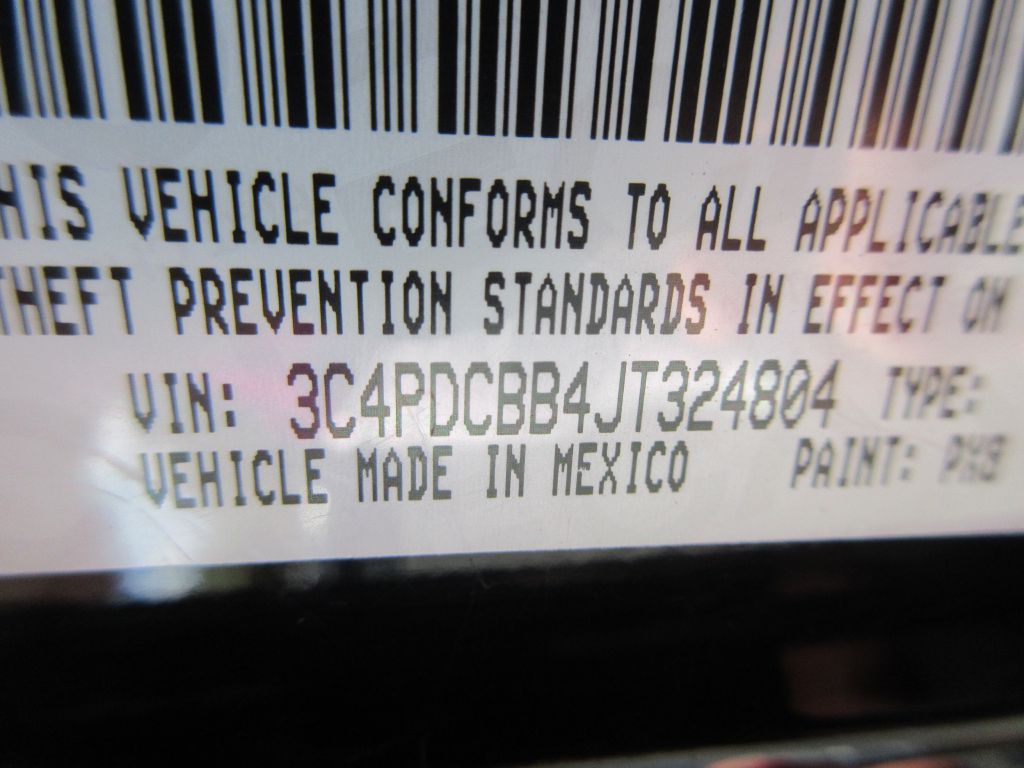 HIS VEHICLE CONFORMS TO ALL APPLICABLE
THEFT PREVENTION STANDARDS IN EFFECT ON
VIN: 3C4PDCBB4JT324804 TYPE:
VEHICLE MADE IN MEXICO PAINT: PX8